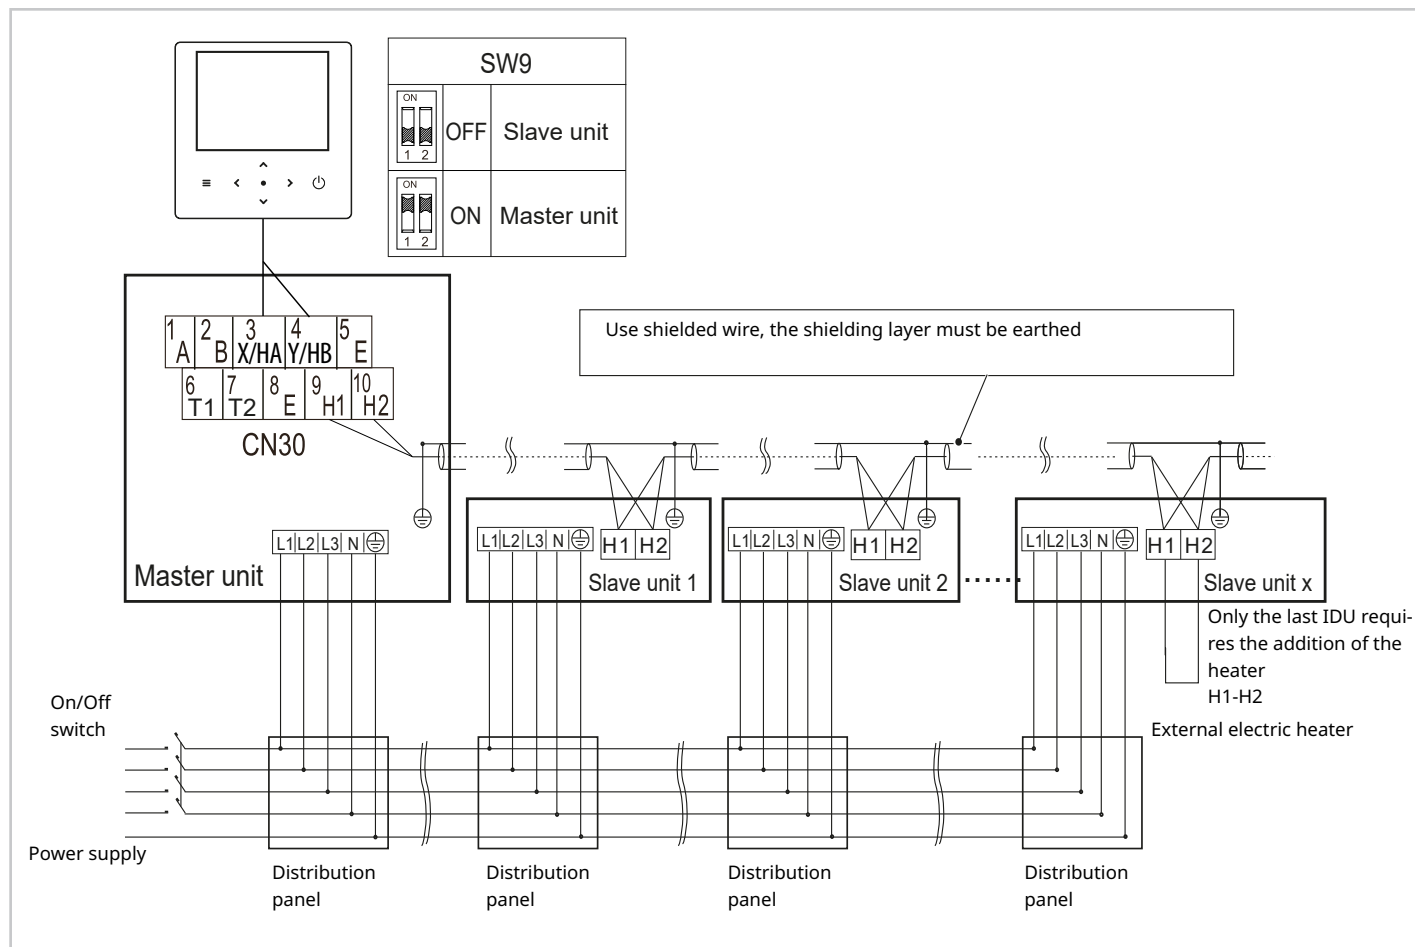 SW9
ON
1 2
OFF
Slave unit
ON
1 2
ON
Master unit
1 A
2 B
3 X/HA
4 Y/HB
5 E
6 T1
7 T2
8 E
9 H1
10 H2
CN30
Use shielded wire, the shielding layer must be earthed
L1 L2 L3 N
Master unit
L1 L2 L3 N
H1 H2
Slave unit 1
L1 L2 L3 N
H1 H2
Slave unit 2
L1 L2 L3 N
H1 H2
Slave unit x
Only the last IDU requi-
res the addition of the
heater
H1-H2
External electric heater
On/Off
switch
Power supply
Distribution
panel
Distribution
panel
Distribution
panel
Distribution
panel